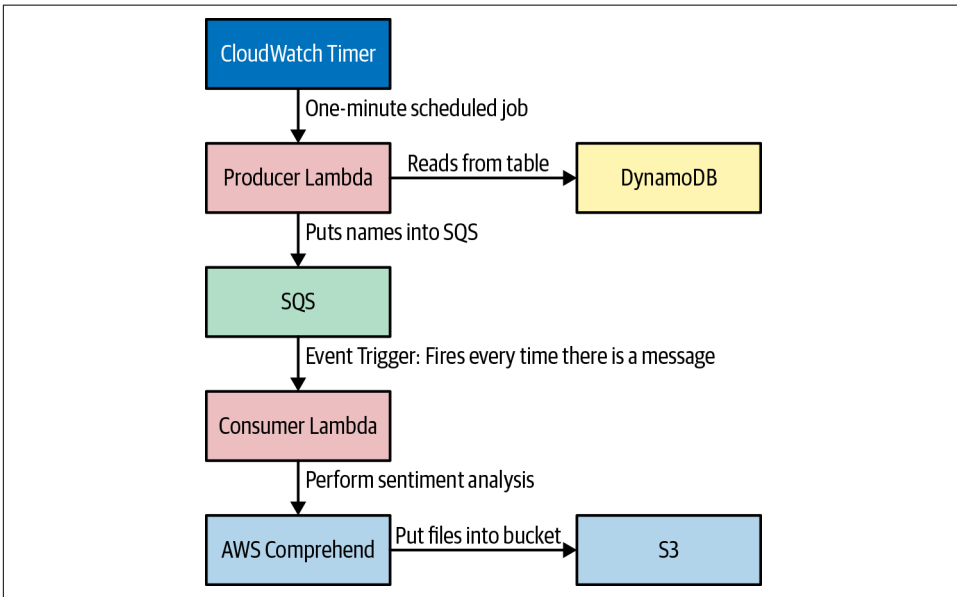 CloudWatch Timer
One-minute scheduled job
Producer Lambda
Reads from table
DynamoDB
Puts names into SQS
SQS
Event Trigger: Fires every time there is a message
Consumer Lambda
Perform sentiment analysis
AWS Comprehend
Put files into bucket
S3